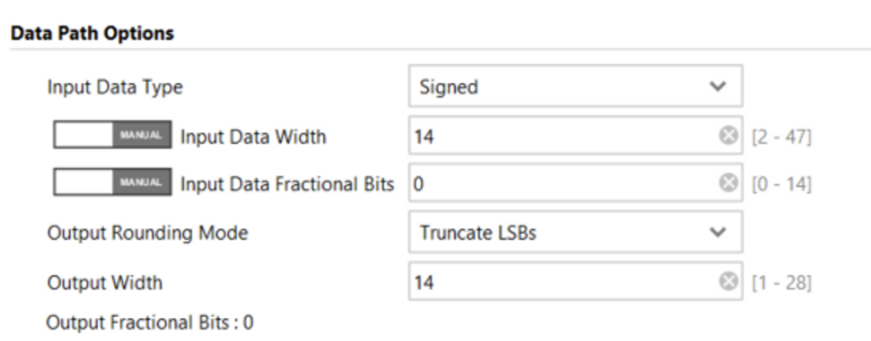 Data Path Options
Input Data Type Signed
MANUAL Input Data Width 14 [2 - 47]
MANUAL Input Data Fractional Bits 0 [0 - 14]
Output Rounding Mode Truncate LSBs
Output Width 14 [1 - 28]
Output Fractional Bits : 0